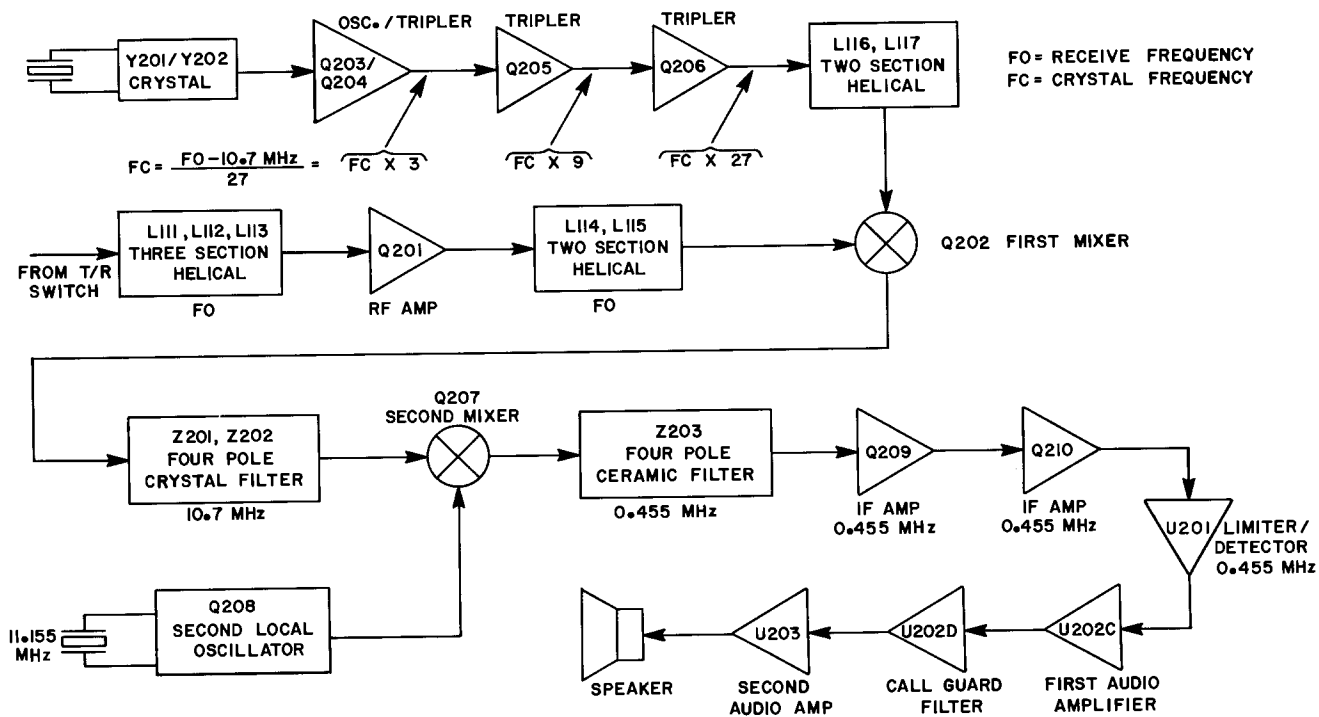 OSC./TRIPLER
TRIPLER
TRIPLER
Y201/Y202
CRYSTAL
Q203/
Q204
Q205
Q206
L116, L117
TWO SECTION
HELICAL
FO= RECEIVE FREQUENCY
FC= CRYSTAL FREQUENCY
FC = FO-10.7 MHz =
27
FC X 3
FC X 9
FC X 27
L111, L112, L113
THREE SECTION
HELICAL
FO
FROM T/R
SWITCH
Q201
RF AMP
L114, L115
TWO SECTION
HELICAL
FO
Q202 FIRST MIXER
Z201, Z202
FOUR POLE
CRYSTAL FILTER
10.7 MHz
Q207
SECOND MIXER
Z203
FOUR POLE
CERAMIC FILTER
0.455 MHz
Q209
IF AMP
0.455 MHz
Q210
IF AMP
0.455 MHz
U201
LIMITER/
DETECTOR
0.455 MHz
11.155
MHz
Q208
SECOND LOCAL
OSCILLATOR
SPEAKER
U203
SECOND
AUDIO AMP
U202D
CALL GUARD
FILTER
U202C
FIRST AUDIO
AMPLIFIER